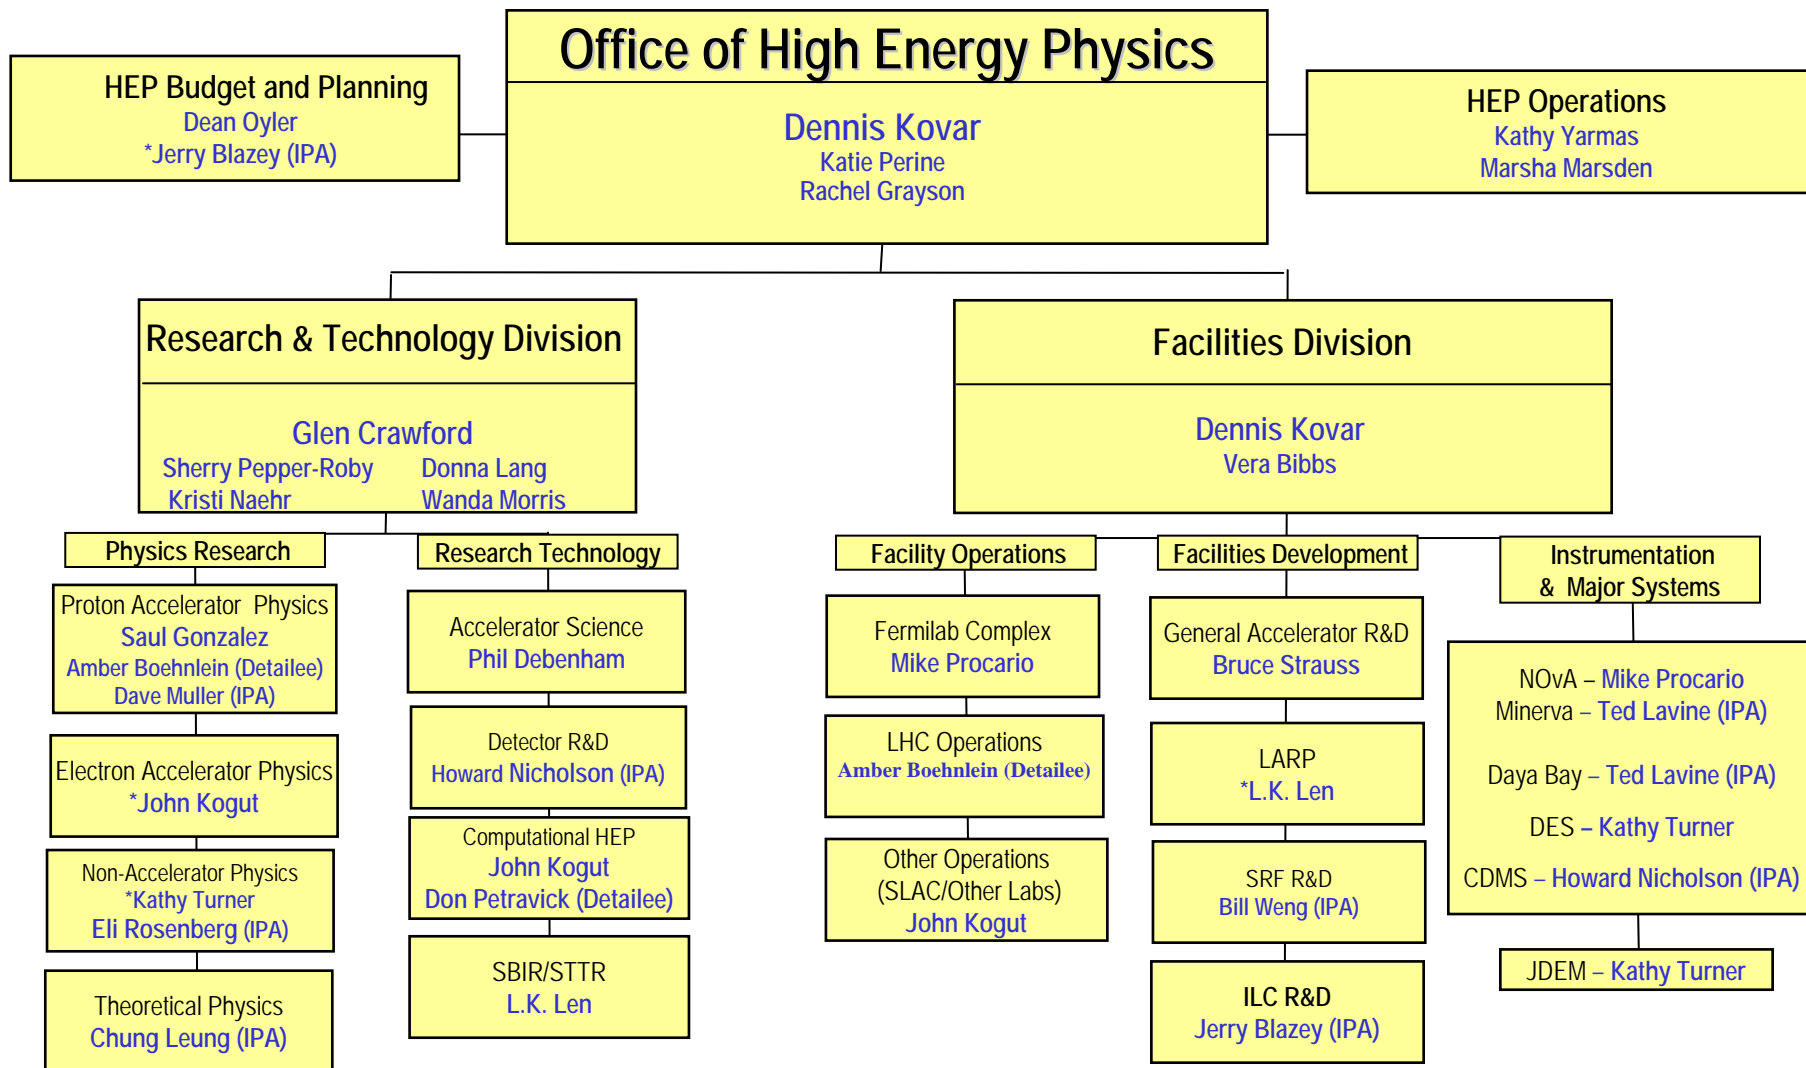 Office of High Energy Physics
Dennis Kovar
Katie Perine
Rachel Grayson
HEP Budget and Planning
Dean Oyler
*Jerry Blazey (IPA)
HEP Operations
Kathy Yarmas
Marsha Marsden
Research & Technology Division
Glen Crawford
Sherry Pepper-Roby Donna Lang
Kristi Naehr Wanda Morris
Facilities Division
Dennis Kovar
Vera Bibbs
Physics Research
Proton Accelerator Physics
Saul Gonzalez
Amber Boehnlein (Detailee)
Dave Muller (IPA)
Electron Accelerator Physics
*John Kogut
Non-Accelerator Physics
*Kathy Turner
Eli Rosenberg (IPA)
Theoretical Physics
Chung Leung (IPA)
Research Technology
Accelerator Science
Phil Debenham
Detector R&D
Howard Nicholson (IPA)
Computational HEP
John Kogut
Don Petravick (Detailee)
SBIR/STTR
L.K. Len
Facility Operations
Fermilab Complex
Mike Procario
LHC Operations
Amber Boehnlein (Detailee)
Other Operations
(SLAC/Other Labs)
John Kogut
Facilities Development
General Accelerator R&D
Bruce Strauss
LARP
*L.K. Len
SRF R&D
Bill Weng (IPA)
ILC R&D
Jerry Blazey (IPA)
Instrumentation
& Major Systems
NOvA – Mike Procario
Minerva – Ted Lavine (IPA)
Daya Bay – Ted Lavine (IPA)
DES – Kathy Turner
CDMS – Howard Nicholson (IPA)
JDEM – Kathy Turner